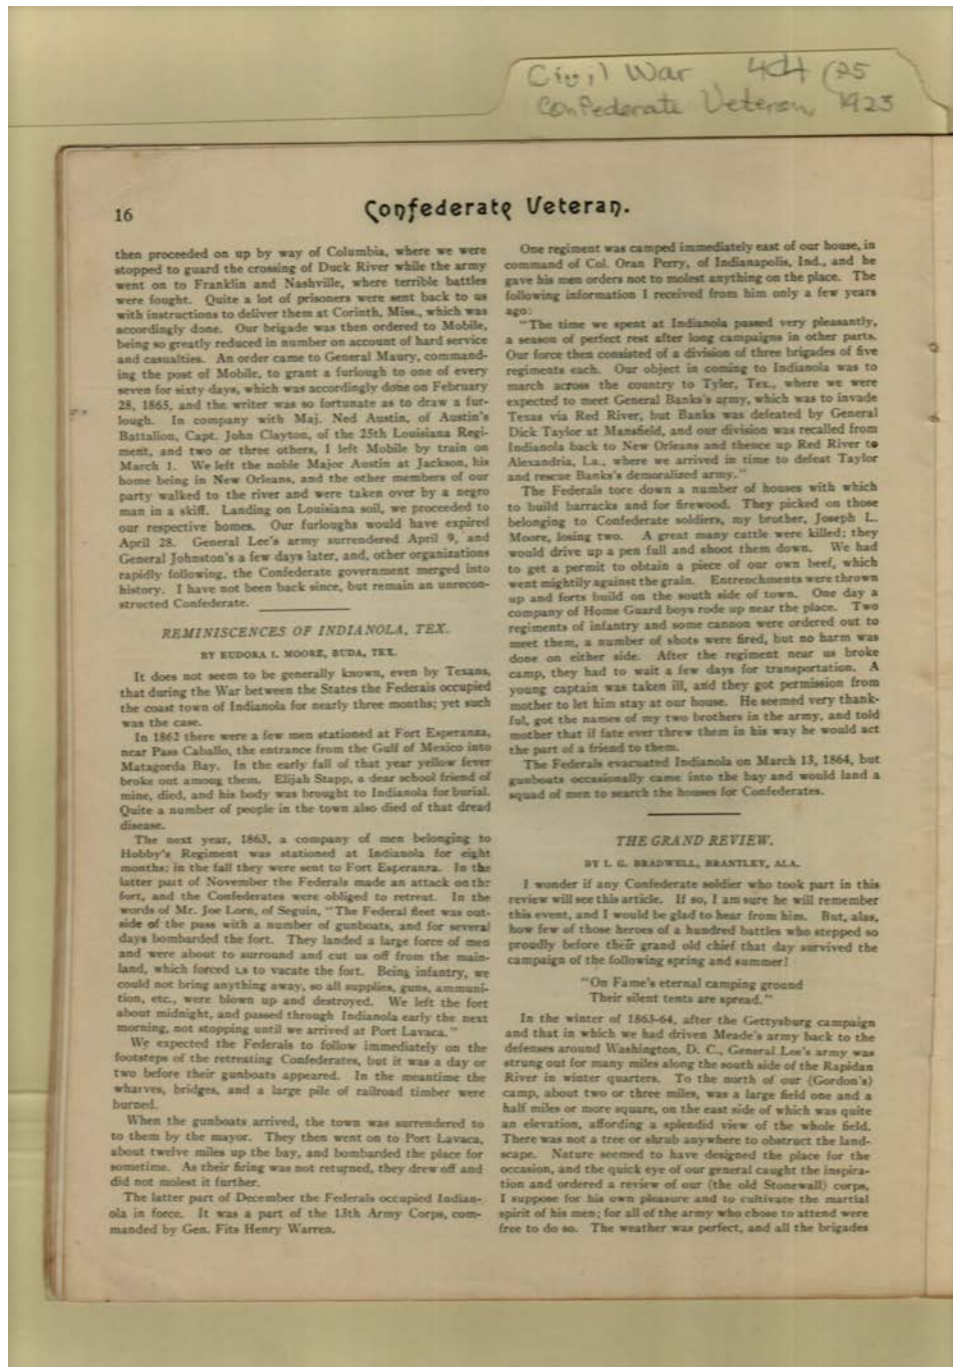 Civil War 4d4 (25
Confederate Veteran, 1923
16
Confederate Veteran.
then proceeded on up by way of Columbia, where we were
stopped to guard the crossing of Duck River while the army
went on to Franklin and Nashville, where terrible battles
were fought. Quite a lot of prisoners were sent back to us
with instructions to deliver them at Corinth, Miss., which was
accordingly done. Our brigade was then ordered to Mobile,
being so greatly reduced in number on account of hard service
and casualties. An order came to General Maury, command-
ing the post of Mobile, to grant a furlough to one of every
seven for sixty days, which was accordingly done on February
28, 1865, and the writer was so fortunate as to draw a fur-
lough. In company with Maj. Ned Austin, of Austin's
Battalion, Capt. John Clayton, of the 25th Louisiana Regi-
ment, and two or three others, I left Mobile by train on
March 1. We left the noble Major Austin at Jackson, his
home being in New Orleans, and the other members of our
party walked to the river and were taken over by a negro
man in a skiff. Landing on Louisiana soil, we proceeded to
our respective homes. Our furloughs would have expired
April 28. General Lee's army surrendered April 9, and
General Johnston's a few days later, and, other organizations
rapidly following, the Confederate government merged into
history. I have not been back since, but remain an unrecon-
structed Confederate.
REMINISCENCES OF INDIANOLA, TEX.
BY EUDORA I. MOORE, BUDA, TEX.
It does not seem to be generally known, even by Texans,
that during the War between the States the Federals occupied
the coast town of Indianola for nearly three months; yet such
was the case.
In 1862 there were a few men stationed at Fort Esperanza,
near Pass Caballo, the entrance from the Gulf of Mexico into
Matagorda Bay. In the early fall of that year yellow fever
broke out among them. Elijah Stapp, a dear school friend of
mine, died, and his body was brought to Indianola for burial.
Quite a number of people in the town also died of that dread
disease.
The next year, 1863, a company of men belonging to
Hobby's Regiment was stationed at Indianola for eight
months; in the fall they were sent to Fort Esperanza. In the
latter part of November the Federals made an attack on the
fort, and the Confederates were obliged to retreat. In the
words of Mr. Joe Lorn, of Seguin, "The Federal fleet was out-
side of the pass with a number of gunboats, and for several
days bombarded the fort. They landed a large force of men
and were about to surround and cut us off from the main-
land, which forced us to vacate the fort. Being infantry, we
could not bring anything away, so all supplies, guns, ammuni-
tion, etc., were blown up and destroyed. We left the fort
about midnight, and passed through Indianola early the next
morning, not stopping until we arrived at Port Lavaca."
We expected the Federals to follow immediately on the
footsteps of the retreating Confederates, but it was a day or
two before their gunboats appeared. In the meantime the
wharves, bridges, and a large pile of railroad timber were
burned.
When the gunboats arrived, the town was surrendered to
to them by the mayor. They then went on to Port Lavaca,
about twelve miles up the bay, and bombarded the place for
sometime. As their firing was not returned, they drew off and
did not molest it further.
The latter part of December the Federals occupied Indian-
ola in force. It was a part of the 13th Army Corps, com-
manded by Gen. Fits Henry Warren.
One regiment was camped immediately east of our house, in
command of Col. Oran Perry, of Indianapolis, Ind., and he
gave his men orders not to molest anything on the place. The
following information I received from him only a few years
ago:
"The time we spent at Indianola passed very pleasantly,
a season of perfect rest after long campaigns in other parts.
Our force then consisted of a division of three brigades of five
regiments each. Our object in coming to Indianola was to
march across the country to Tyler, Tex., where we were
expected to meet General Banks's army, which was to invade
Texas via Red River, but Banks was defeated by General
Dick Taylor at Mansfield, and our division was recalled from
Indianola back to New Orleans and thence up Red River to
Alexandria, La., where we arrived in time to defeat Taylor
and rescue Banks's demoralized army."
The Federals tore down a number of houses with which
to build barracks and for firewood. They picked on those
belonging to Confederate soldiers, my brother, Joseph L.
Moore, losing two. A great many cattle were killed; they
would drive up a pen full and shoot them down. We had
to get a permit to obtain a piece of our own beef, which
went mightily against the grain. Entrenchments were thrown
up and forts build on the south side of town. One day a
company of Home Guard boys rode up near the place. Two
regiments of infantry and some cannon were ordered out to
meet them, a number of shots were fired, but no harm was
done on either side. After the regiment near us broke
camp, they had to wait a few days for transportation. A
young captain was taken ill, and they got permission from
mother to let him stay at our house. He seemed very thank-
ful, got the names of my two brothers in the army, and told
mother that if fate ever threw them in his way he would act
the part of a friend to them.
The Federals evacuated Indianola on March 13, 1864, but
gunboats occasionally came into the bay and would land a
squad of men to search the houses for Confederates.
THE GRAND REVIEW.
BY I. G. BRADWELL, BRANTLEY, ALA.
I wonder if any Confederate soldier who took part in this
review will see this article. If so, I am sure he will remember
this event, and I would be glad to hear from him. But, alas,
how few of those heroes of a hundred battles who stepped so
proudly before their grand old chief that day survived the
campaign of the following spring and summer!
"On Fame's eternal camping ground
Their silent tents are spread."
In the winter of 1863-64, after the Gettysburg campaign
and that in which we had driven Meade's army back to the
defenses around Washington, D. C., General Lee's army was
strung out for many miles along the south side of the Rapidan
River in winter quarters. To the north of our (Gordon's)
camp, about two or three miles, was a large field one and a
half miles or more square, on the east side of which was quite
an elevation, affording a splendid view of the whole field.
There was not a tree or shrub anywhere to obstruct the land-
scape. Nature seemed to have designed the place for the
occasion, and the quick eye of our general caught the inspira-
tion and ordered a review of our (the old Stonewall) corps,
I suppose for his own pleasure and to cultivate the martial
spirit of his men; for all of the army who chose to attend were
free to do so. The weather was perfect, and all the brigades